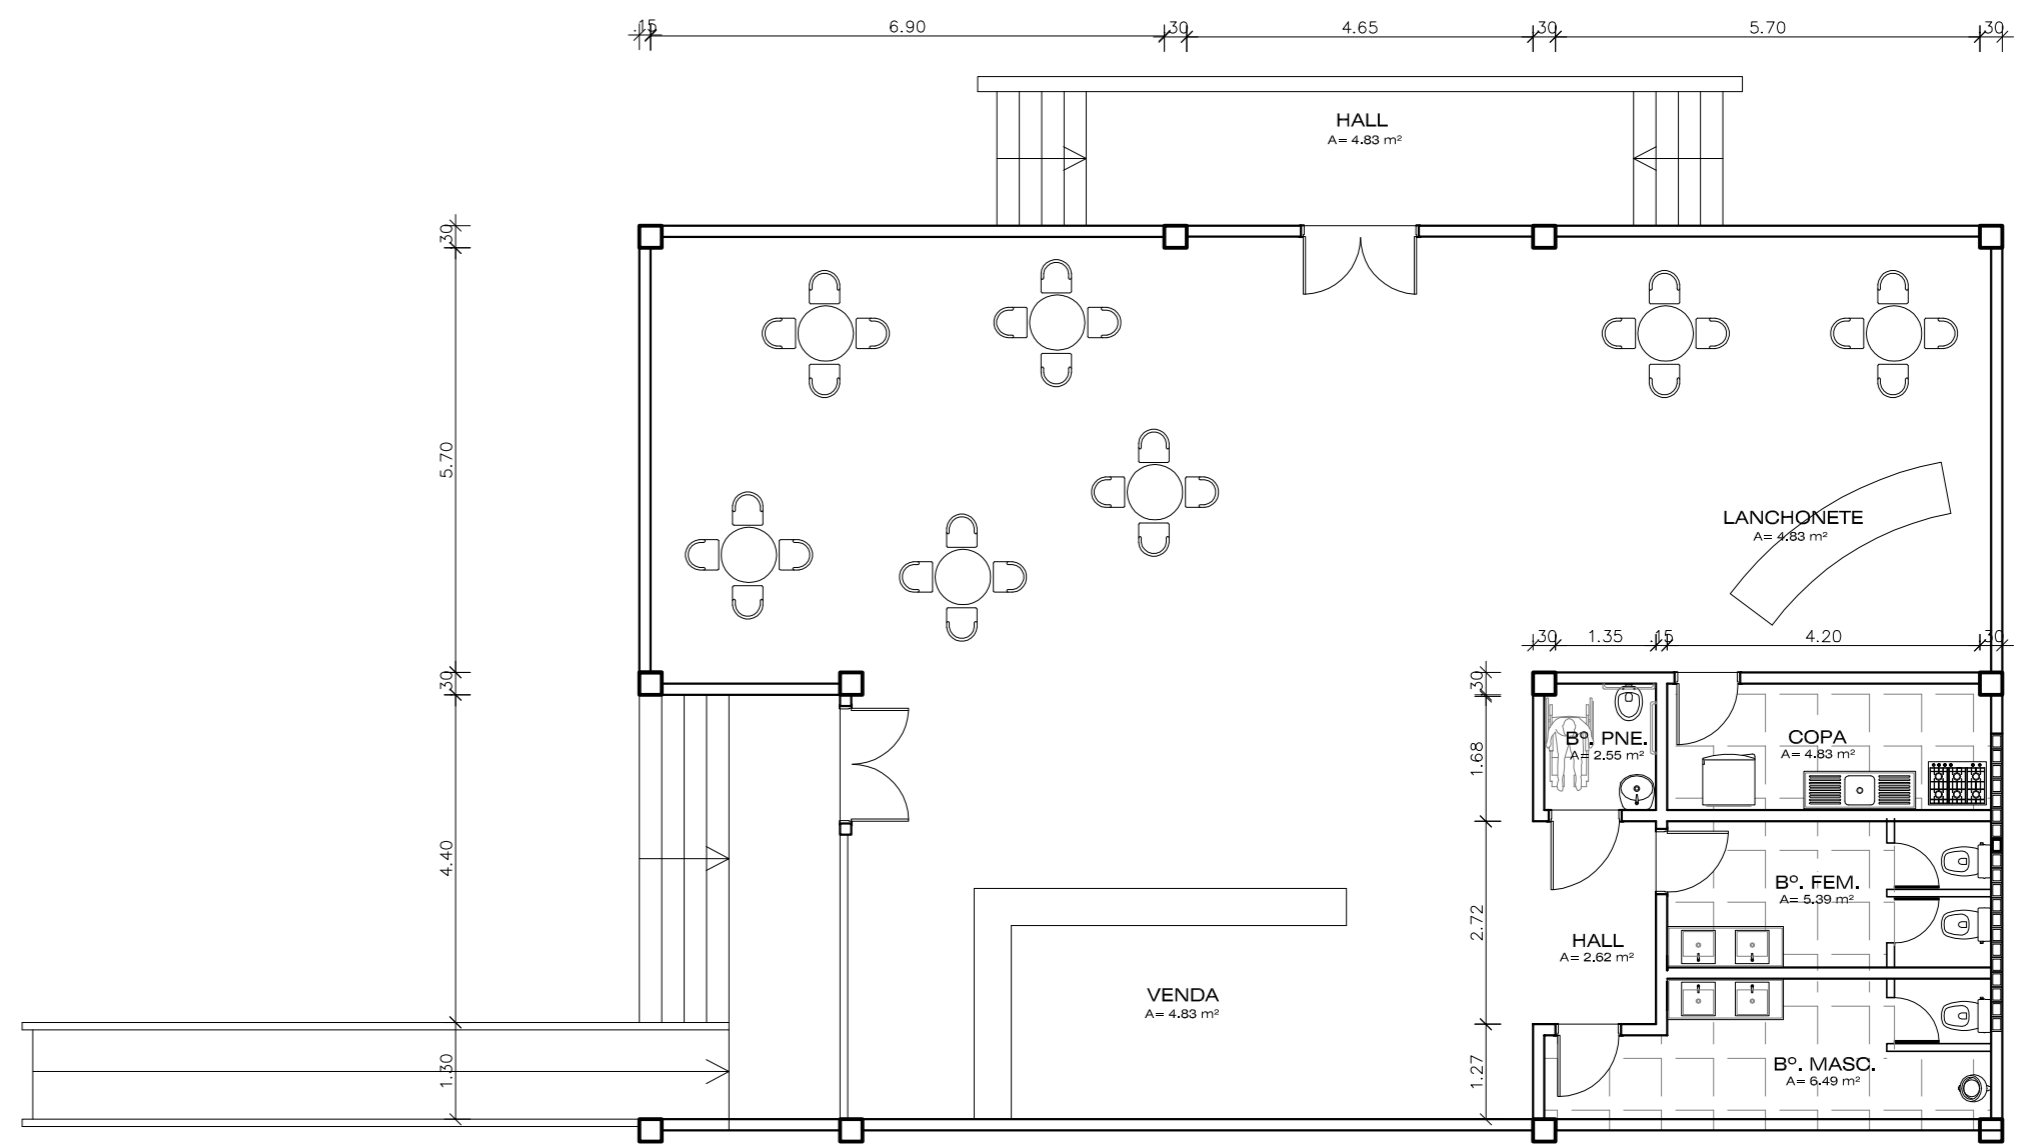 .15
6.90
.30
4.65
.30
5.70
.30
HALL
A= 4.83 m²
.30
5.70
.30
4.40
1.30
LANCHONETE
A= 4.83 m²
.30
1.35
.15
4.20
.30
.30
1.68
2.72
1.27
Bº. PNE.
A= 2.55 m²
COPA
A= 4.83 m²
Bº. FEM.
A= 5.39 m²
HALL
A= 2.62 m²
VENDA
A= 4.83 m²
Bº. MASC.
A= 6.49 m²